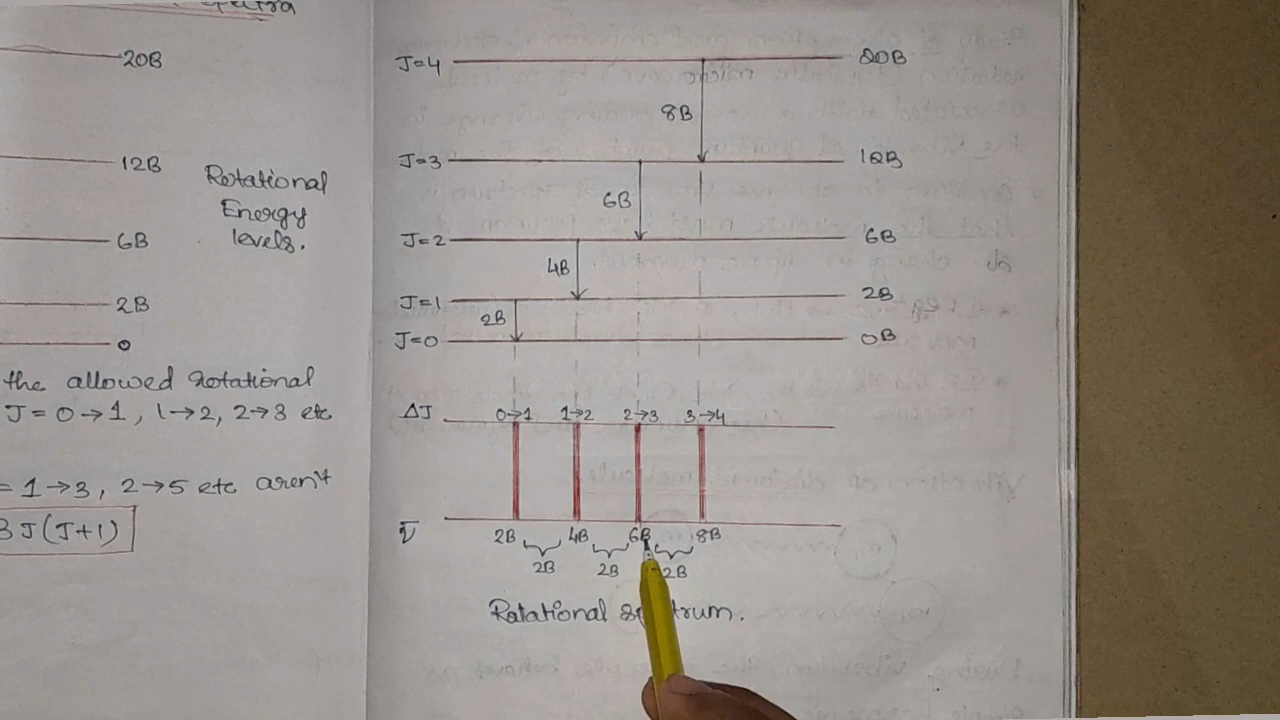 20B
12B
Rotational
Energy
levels.
6B
2B
0
the allowed rotational
J = 0→1, 1→2, 2→3 etc
= 1→3, 2→5 etc aren't
J(J+1)
J=4 20B
8B
J=3 12B
6B
J=2 6B
4B
J=1 2B
2B
J=0 0B
ΔJ 0→1 1→2 2→3 3→4
ν̅ 2B 4B 6B 8B
2B 2B 2B
Rotational